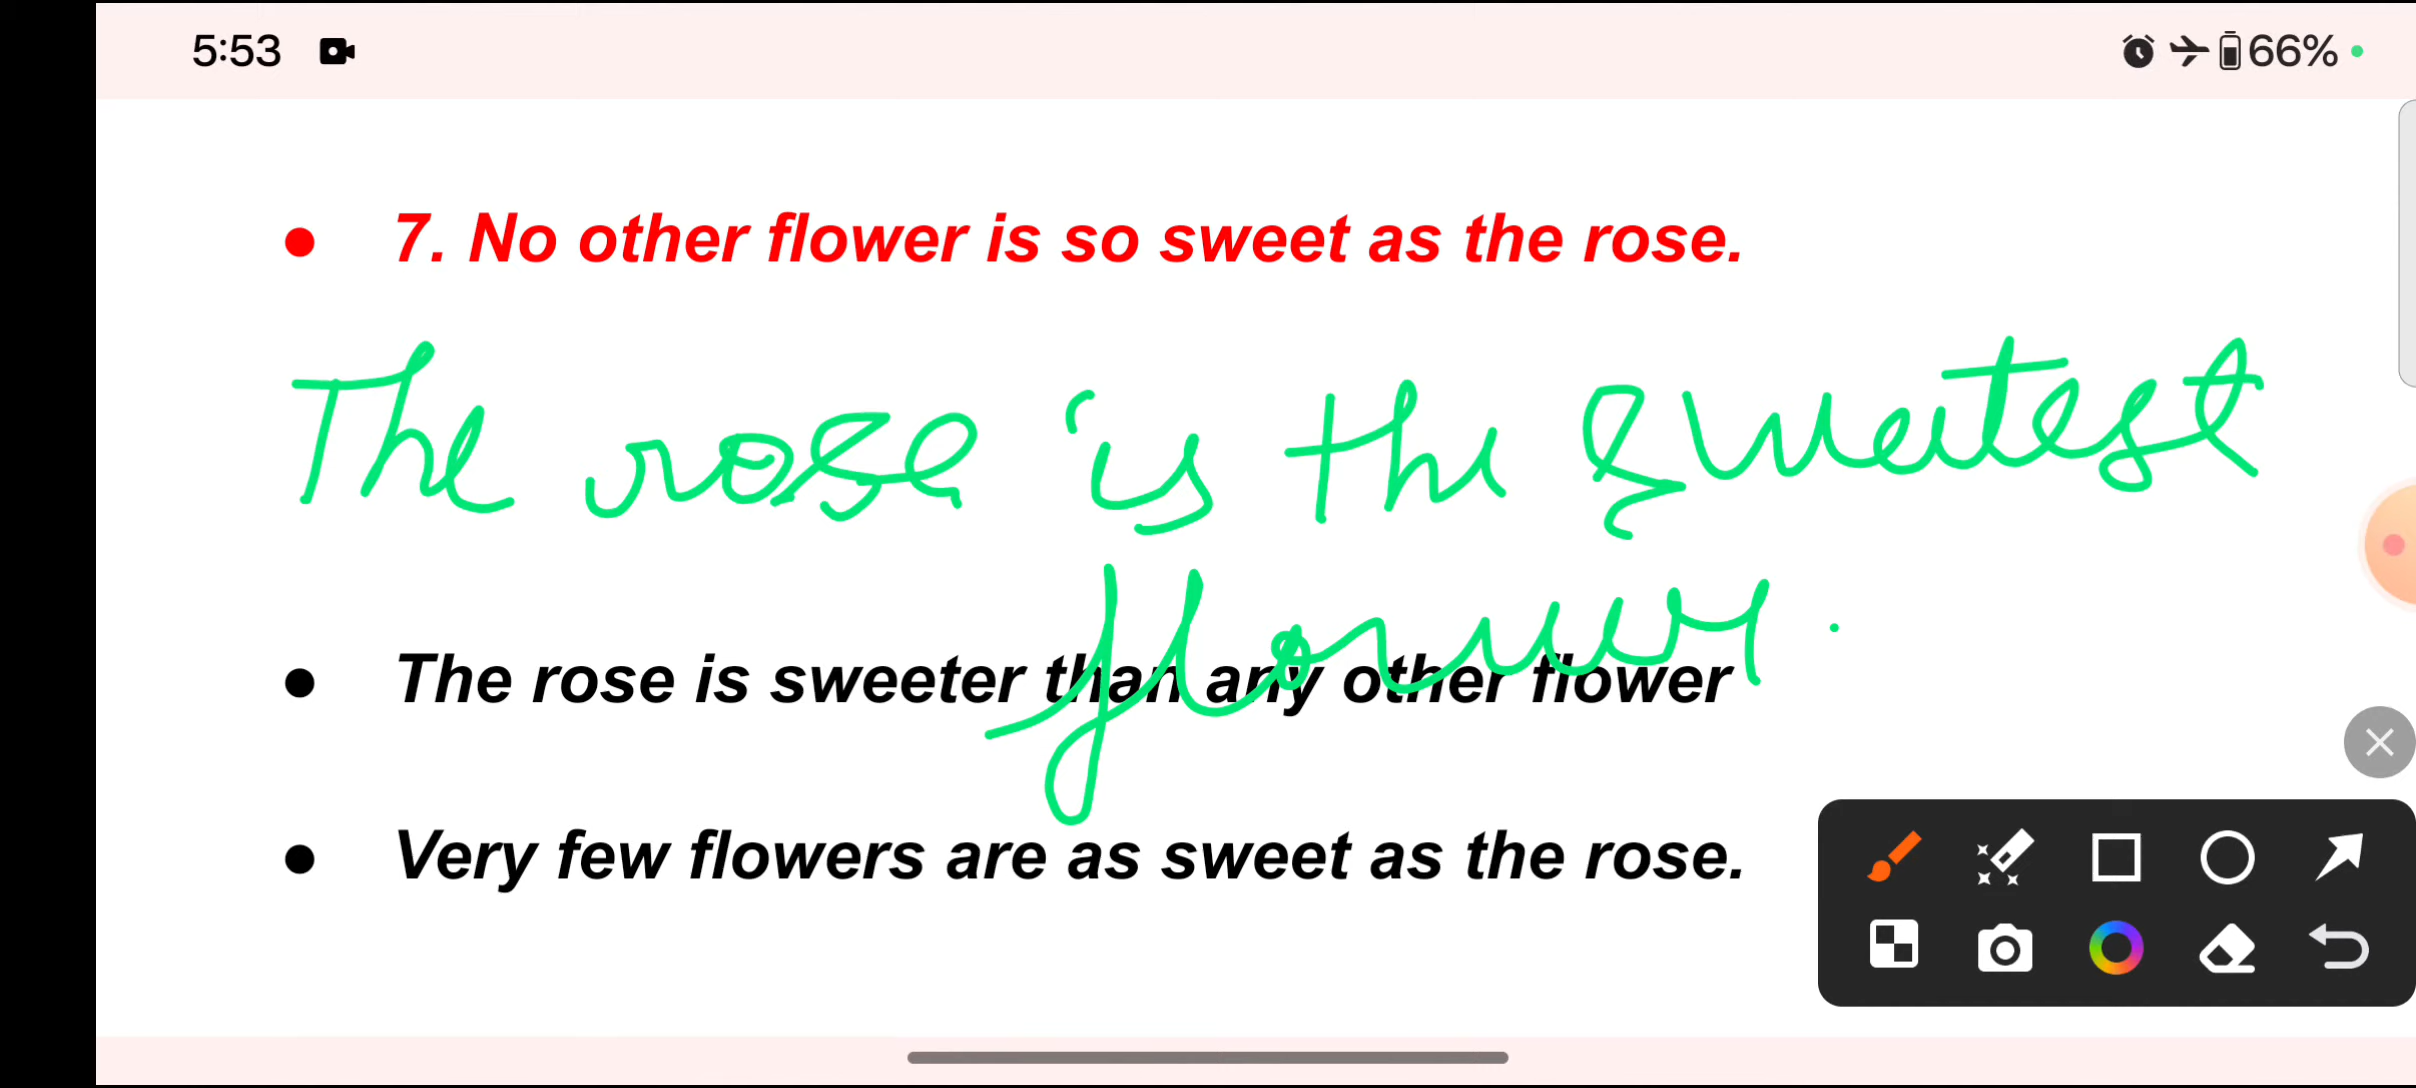 5:53 66%
• 7. No other flower is so sweet as the rose.
The rose is the sweetest
flower.
• The rose is sweeter than any other flower
• Very few flowers are as sweet as the rose.